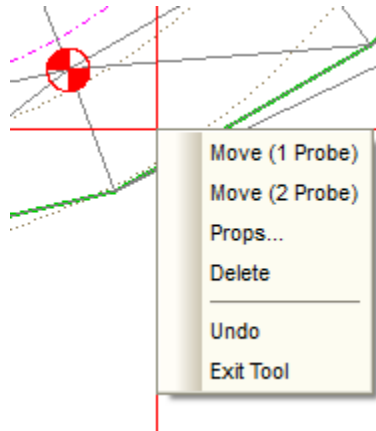 Move (1 Probe)
Move (2 Probe)
Props...
Delete
Undo
Exit Tool